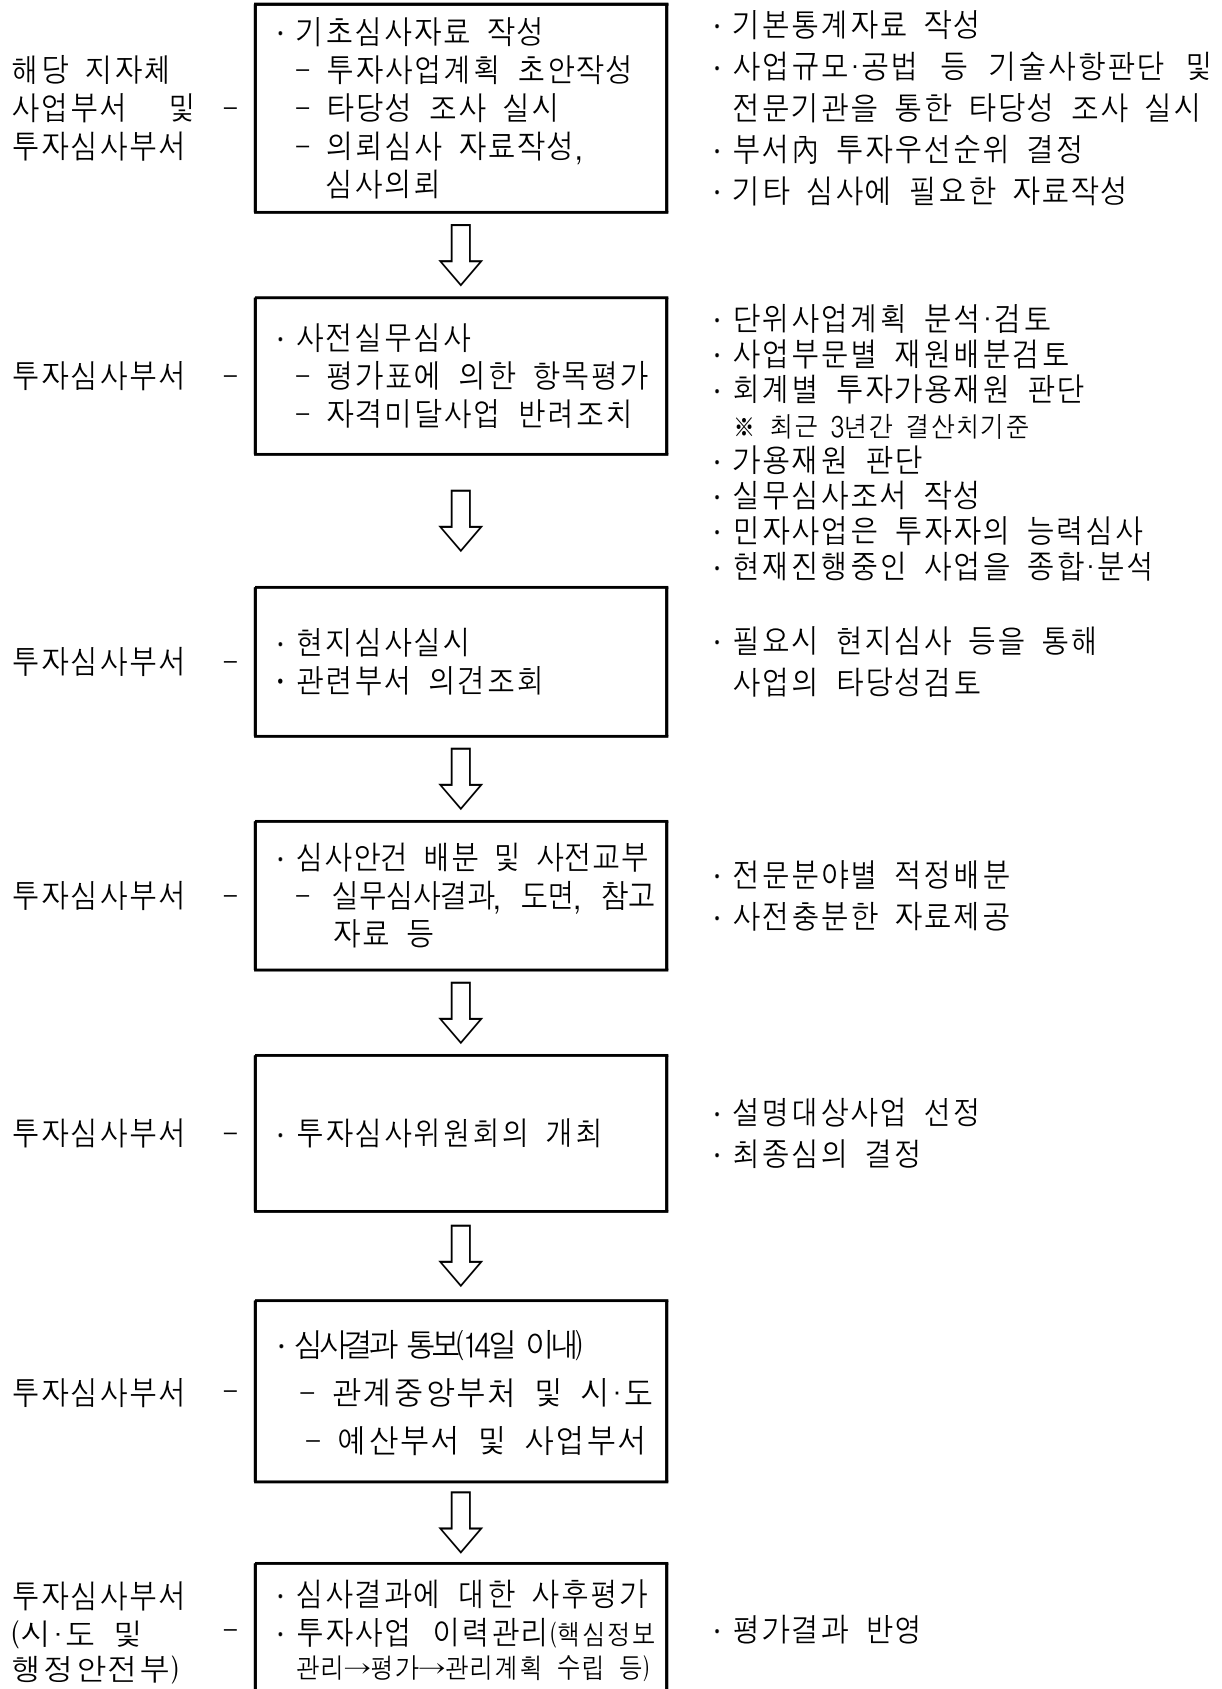 해당 지자체
사업부서 및 –
투자심사부서
· 기초심사자료 작성
– 투자사업계획 초안작성
– 타당성 조사 실시
– 의뢰심사 자료작성,
심사의뢰
· 기본통계자료 작성
· 사업규모·공법 등 기술사항판단 및
전문기관을 통한 타당성 조사 실시
· 부서內 투자우선순위 결정
· 기타 심사에 필요한 자료작성
투자심사부서 –
· 사전실무심사
– 평가표에 의한 항목평가
– 자격미달사업 반려조치
· 단위사업계획 분석·검토
· 사업부문별 재원배분검토
· 회계별 투자가용재원 판단
※ 최근 3년간 결산치기준
· 가용재원 판단
· 실무심사조서 작성
· 민자사업은 투자자의 능력심사
· 현재진행중인 사업을 종합·분석
투자심사부서 –
· 현지심사실시
· 관련부서 의견조회
· 필요시 현지심사 등을 통해
사업의 타당성검토
투자심사부서 –
· 심사안건 배분 및 사전교부
– 실무심사결과, 도면, 참고
자료 등
· 전문분야별 적정배분
· 사전충분한 자료제공
투자심사부서 –
· 투자심사위원회의 개최
· 설명대상사업 선정
· 최종심의 결정
투자심사부서 –
· 심사결과 통보(14일 이내)
– 관계중앙부처 및 시·도
– 예산부서 및 사업부서
투자심사부서
(시·도 및 –
행정안전부)
· 심사결과에 대한 사후평가
· 투자사업 이력관리(핵심정보
관리→평가→관리계획 수립 등)
· 평가결과 반영